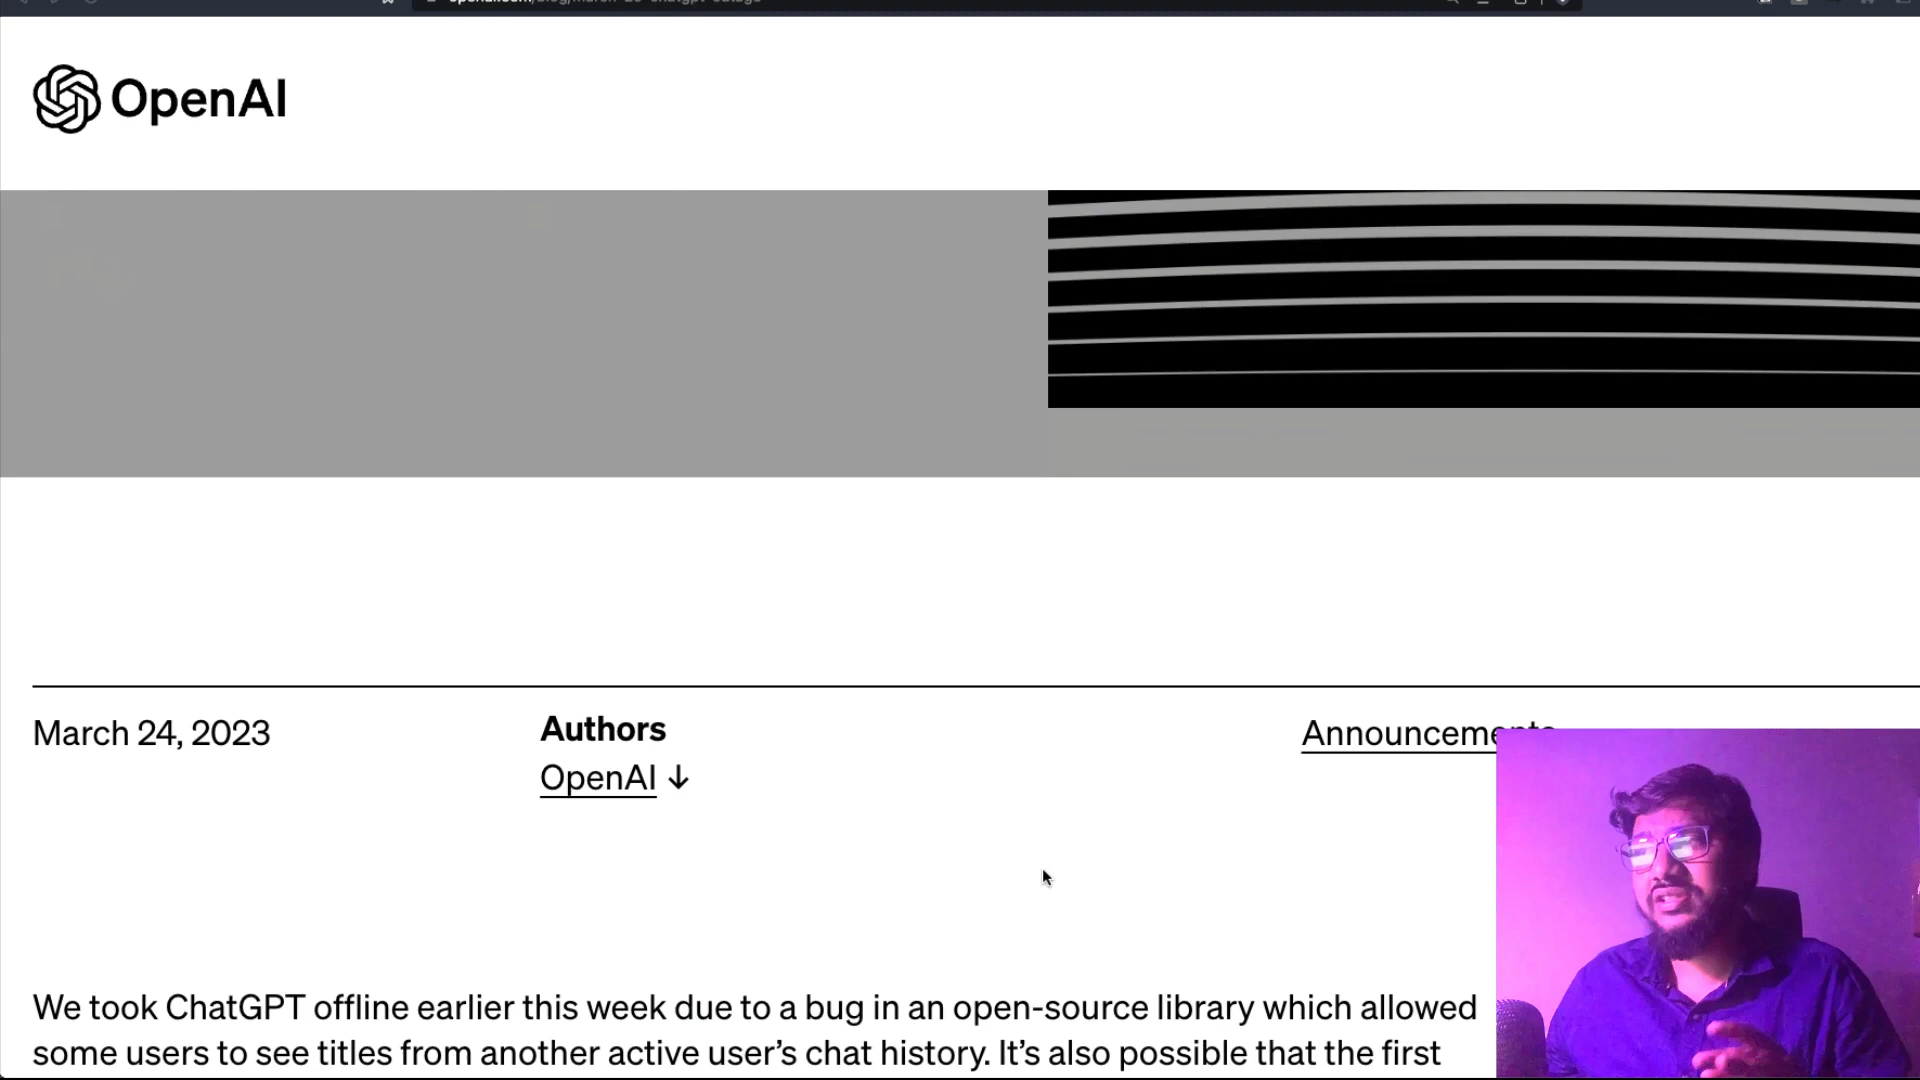 OpenAI
March 24, 2023
Authors
Announcements
OpenAI ↓
We took ChatGPT offline earlier this week due to a bug in an open-source library which allowed
some users to see titles from another active user’s chat history. It’s also possible that the first